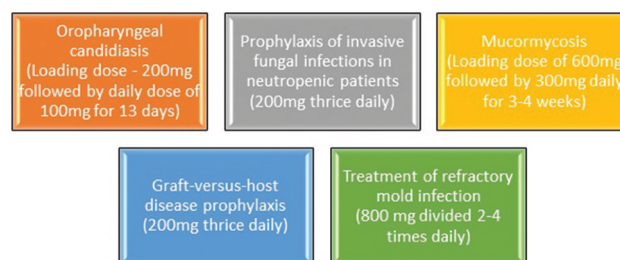 Oropharyngeal
candidiasis
(Loading dose - 200mg
followed by daily dose of
100mg for 13 days)
Prophylaxis of invasive
fungal infections in
neutropenic patients
(200mg thrice daily)
Mucormycosis
(Loading dose of 600mg
followed by 300mg daily
for 3-4 weeks)
Graft-versus-host
disease prophylaxis
(200mg thrice daily)
Treatment of refractory
mold infection
(800 mg divided 2-4
times daily)